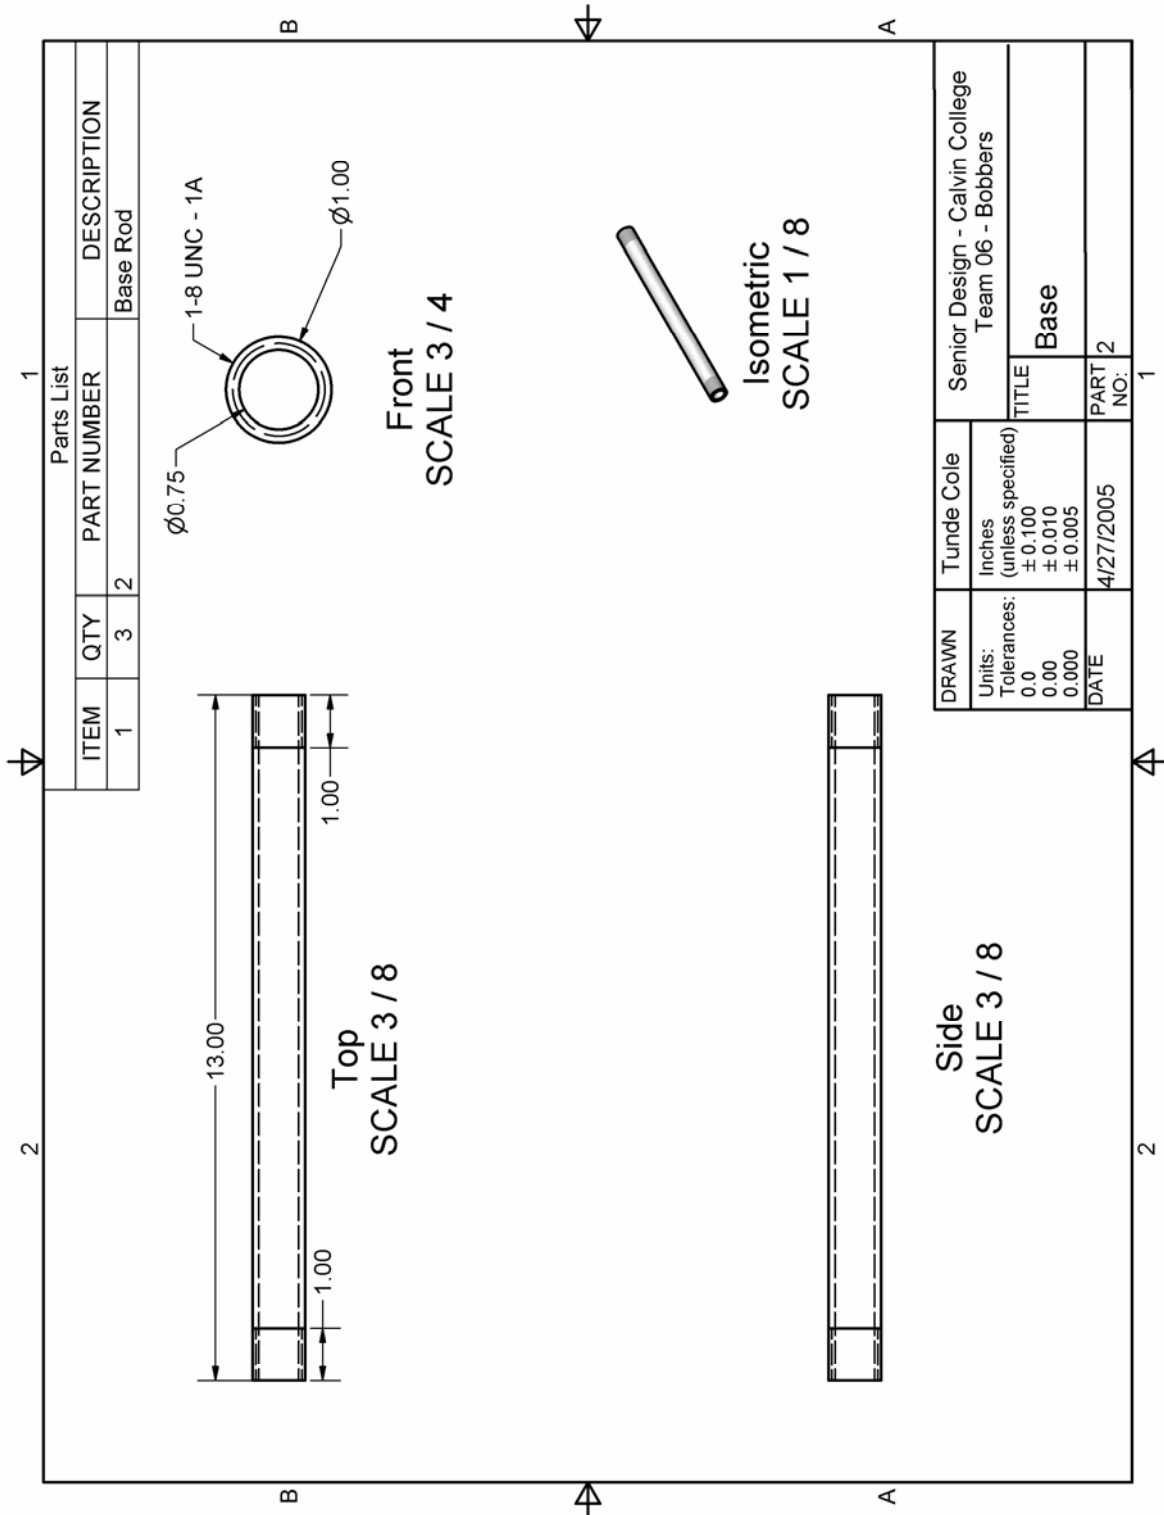 2
1
Parts List
ITEM QTY PART NUMBER DESCRIPTION
1 3 2 Base Rod
B
B
13.00
1.00
1.00
Top
SCALE 3 / 8
Ø0.75
1-8 UNC - 1A
Ø1.00
Front
SCALE 3 / 4
Isometric
SCALE 1 / 8
Side
SCALE 3 / 8
A
A
DRAWN
Tunde Cole
Senior Design - Calvin College
Team 06 - Bobbers
Units: Inches
Tolerances: (unless specified)
0.0 ± 0.100
0.00 ± 0.010
0.000 ± 0.005
TITLE
Base
DATE
4/27/2005
PART NO: 2
2
1